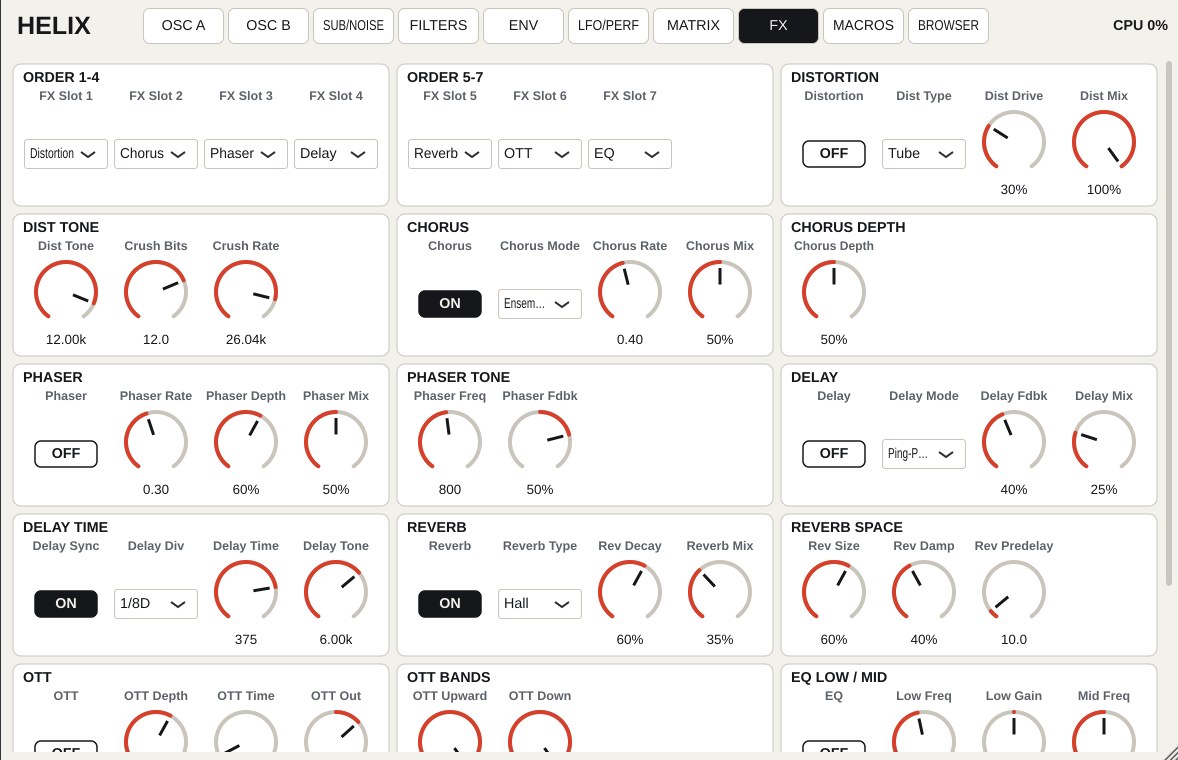 HELIX
OSC A OSC B SUB/NOISE FILTERS ENV LFO/PERF MATRIX FX MACROS BROWSER
CPU 0%
ORDER 1-4
FX Slot 1 FX Slot 2 FX Slot 3 FX Slot 4
Distortion Chorus Phaser Delay
ORDER 5-7
FX Slot 5 FX Slot 6 FX Slot 7
Reverb OTT EQ
DISTORTION
Distortion Dist Type Dist Drive Dist Mix
OFF Tube
30% 100%
DIST TONE
Dist Tone Crush Bits Crush Rate
12.00k 12.0 26.04k
CHORUS
Chorus Chorus Mode Chorus Rate Chorus Mix
ON Ensem...
0.40 50%
CHORUS DEPTH
Chorus Depth
50%
PHASER
Phaser Phaser Rate Phaser Depth Phaser Mix
OFF
0.30 60% 50%
PHASER TONE
Phaser Freq Phaser Fdbk
800 50%
DELAY
Delay Delay Mode Delay Fdbk Delay Mix
OFF Ping-P...
40% 25%
DELAY TIME
Delay Sync Delay Div Delay Time Delay Tone
ON 1/8D
375 6.00k
REVERB
Reverb Reverb Type Rev Decay Reverb Mix
ON Hall
60% 35%
REVERB SPACE
Rev Size Rev Damp Rev Predelay
60% 40% 10.0
OTT
OTT OTT Depth OTT Time OTT Out
OFF
OTT BANDS
OTT Upward OTT Down
EQ LOW / MID
EQ Low Freq Low Gain Mid Freq
OFF